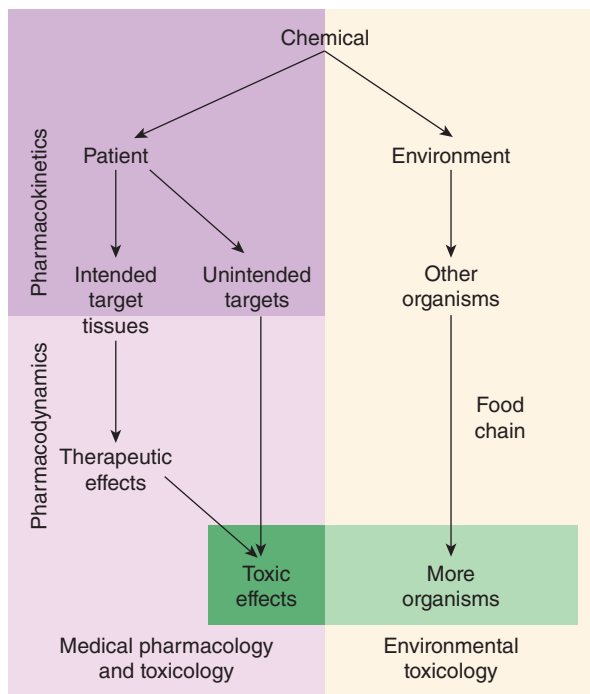 Chemical
Pharmacokinetics
Patient
Environment
Intended
target
tissues
Unintended
targets
Other
organisms
Pharmacodynamics
Food
chain
Therapeutic
effects
Toxic
effects
More
organisms
Medical pharmacology
and toxicology
Environmental
toxicology